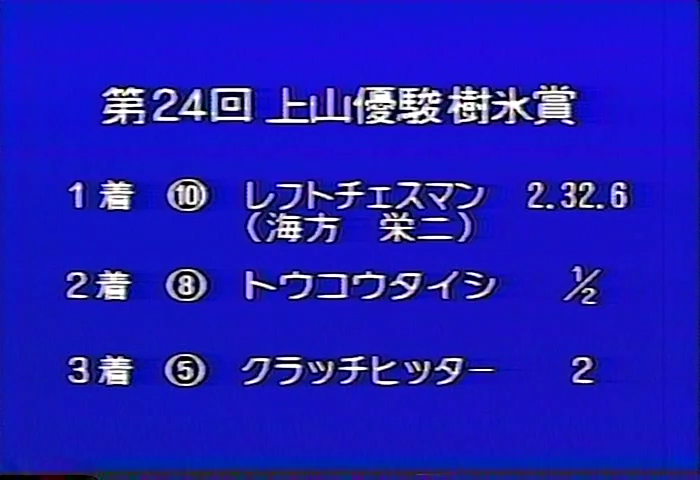 第24回 上山優駿樹氷賞
1着 ⑩ レフトチェスマン 2.32.6
（海方 栄二）
2着 ⑧ トウコウタイシ 1/2
3着 ⑤ クラッチヒッター 2